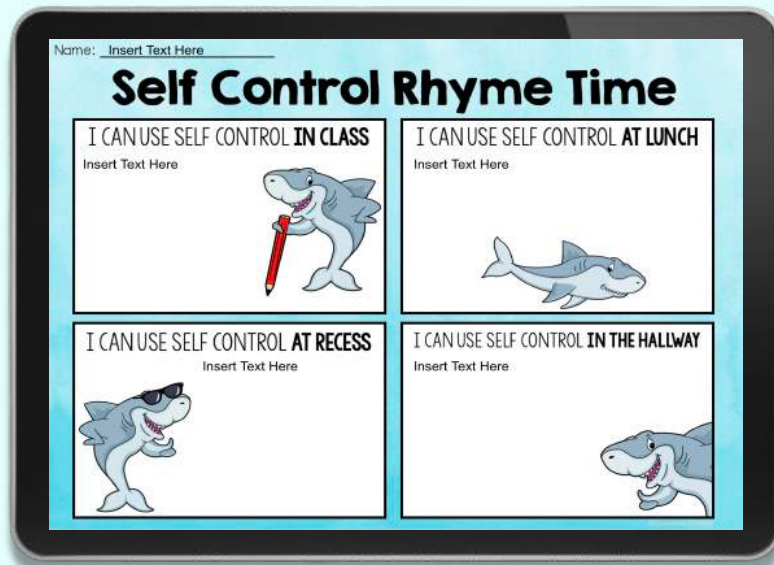 Name: Insert Text Here
Self Control Rhyme Time
I CAN USE SELF CONTROL IN CLASS
Insert Text Here
I CAN USE SELF CONTROL AT LUNCH
Insert Text Here
I CAN USE SELF CONTROL AT RECESS
Insert Text Here
I CAN USE SELF CONTROL IN THE HALLWAY
Insert Text Here